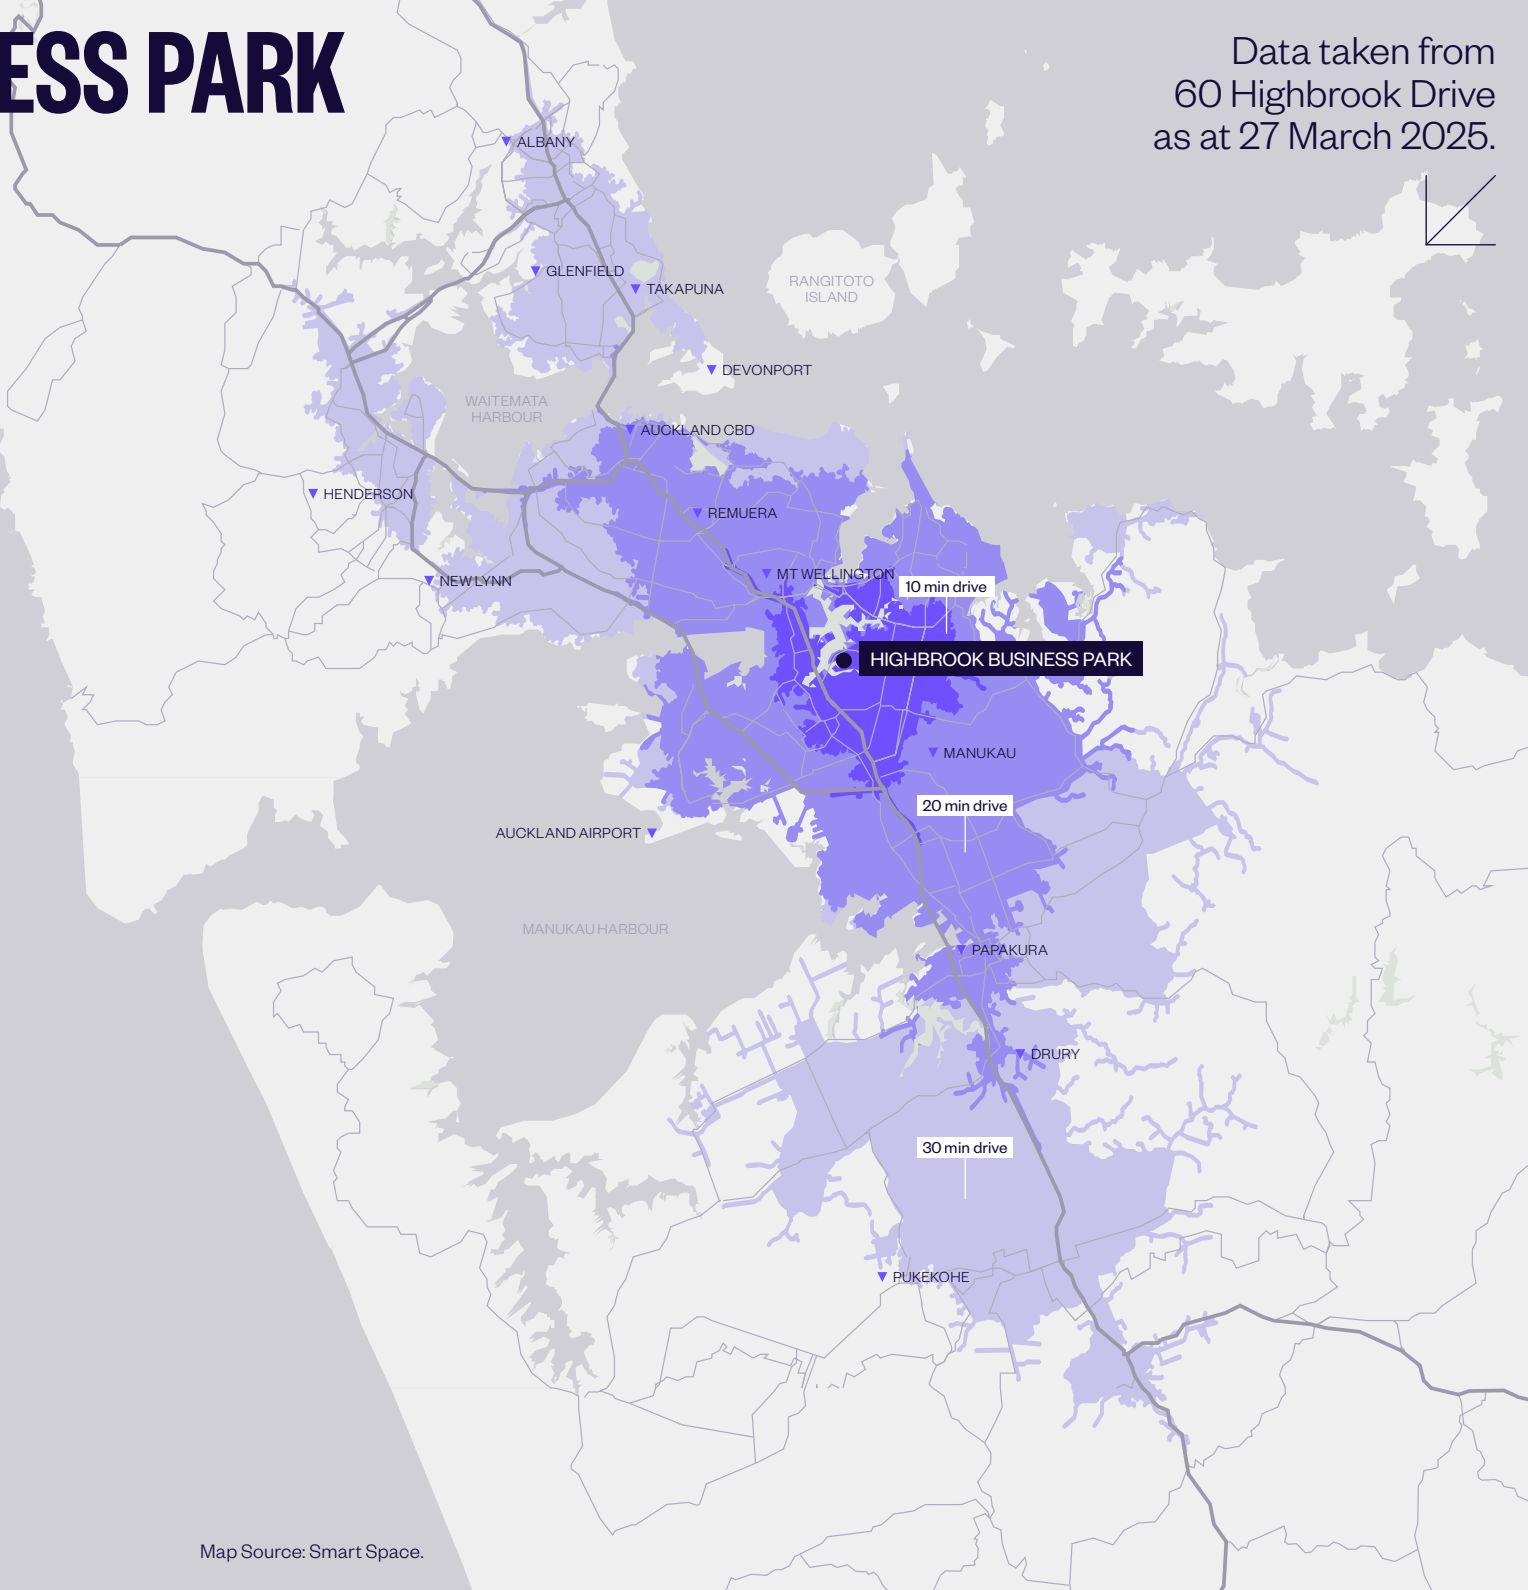 ESS PARK
Data taken from
60 Highbrook Drive
as at 27 March 2025.
ALBANY
GLENFIELD
TAKAPUNA
RANGITOTO
ISLAND
DEVONPORT
WAITEMATA
HARBOUR
AUCKLAND CBD
HENDERSON
REMUERA
MT WELLINGTON
NEW LYNN
10 min drive
HIGHBROOK BUSINESS PARK
MANUKAU
20 min drive
AUCKLAND AIRPORT
MANUKAU HARBOUR
PAPAKURA
DRURY
30 min drive
PUKEKOHE
Map Source: Smart Space.